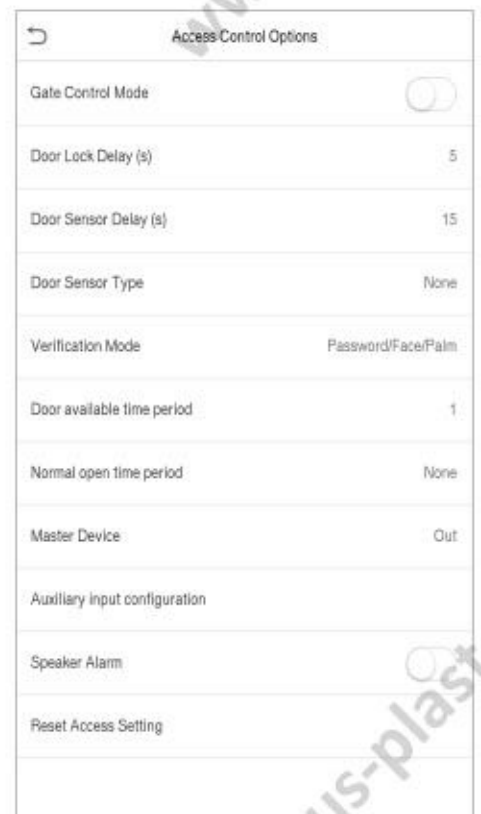 Access Control Options
Gate Control Mode
Door Lock Delay (s) 5
Door Sensor Delay (s) 15
Door Sensor Type None
Verification Mode Password/Face/Palm
Door available time period 1
Normal open time period None
Master Device Out
Auxiliary input configuration
Speaker Alarm
Reset Access Setting
us-plast